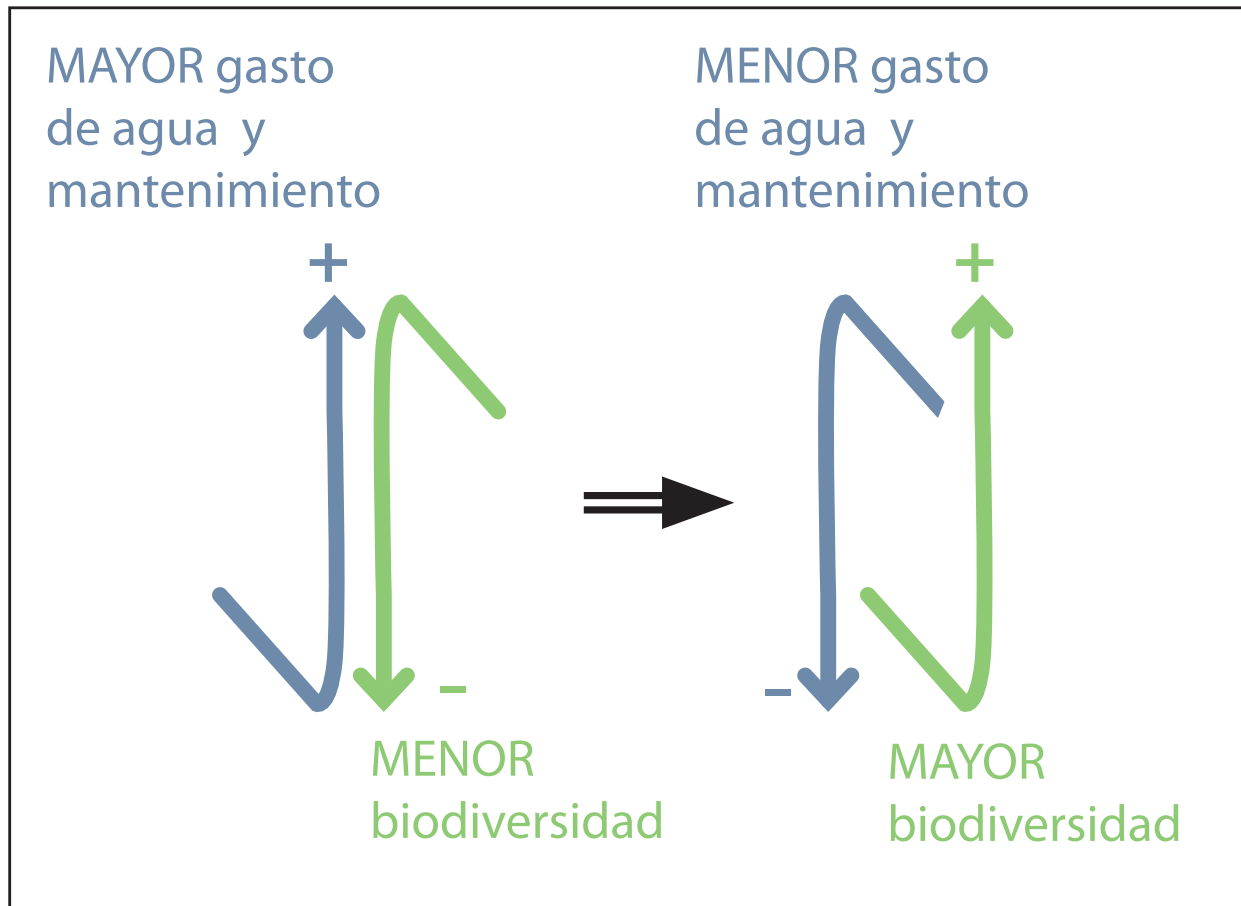 MAYOR gasto
de agua y
mantenimiento
+
-
MENOR
biodiversidad
MENOR gasto
de agua y
mantenimiento
+
-
MAYOR
biodiversidad